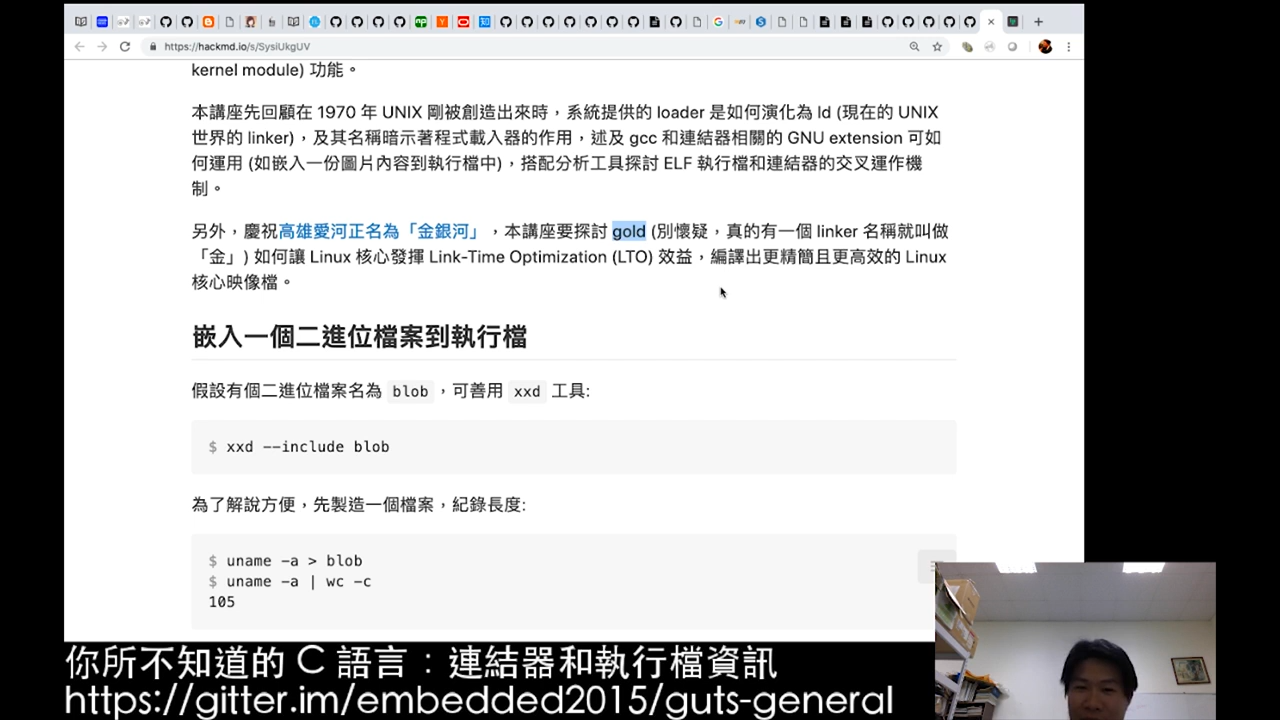 https://hackmd.io/s/SysiUkgUV
kernel module) 功能。
本講座先回顧在 1970 年 UNIX 剛被創造出來時，系統提供的 loader 是如何演化為 ld (現在的 UNIX
世界的 linker)，及其名稱暗示著程式載入器的作用，述及 gcc 和連結器相關的 GNU extension 可如
何運用 (如嵌入一份圖片內容到執行檔中)，搭配分析工具探討 ELF 執行檔和連結器的交叉運作機
制。
另外，慶祝高雄愛河正名為「金銀河」，本講座要探討 gold (別懷疑，真的有一個 linker 名稱就叫做
「金」) 如何讓 Linux 核心發揮 Link-Time Optimization (LTO) 效益，編譯出更精簡且更高效的 Linux
核心映像檔。
嵌入一個二進位檔案到執行檔
假設有個二進位檔案名為 blob，可善用 xxd 工具:
$ xxd --include blob
為了解說方便，先製造一個檔案，紀錄長度:
$ uname -a > blob
$ uname -a | wc -c
105
你所不知道的 C 語言：連結器和執行檔資訊
https://gitter.im/embedded2015/guts-general